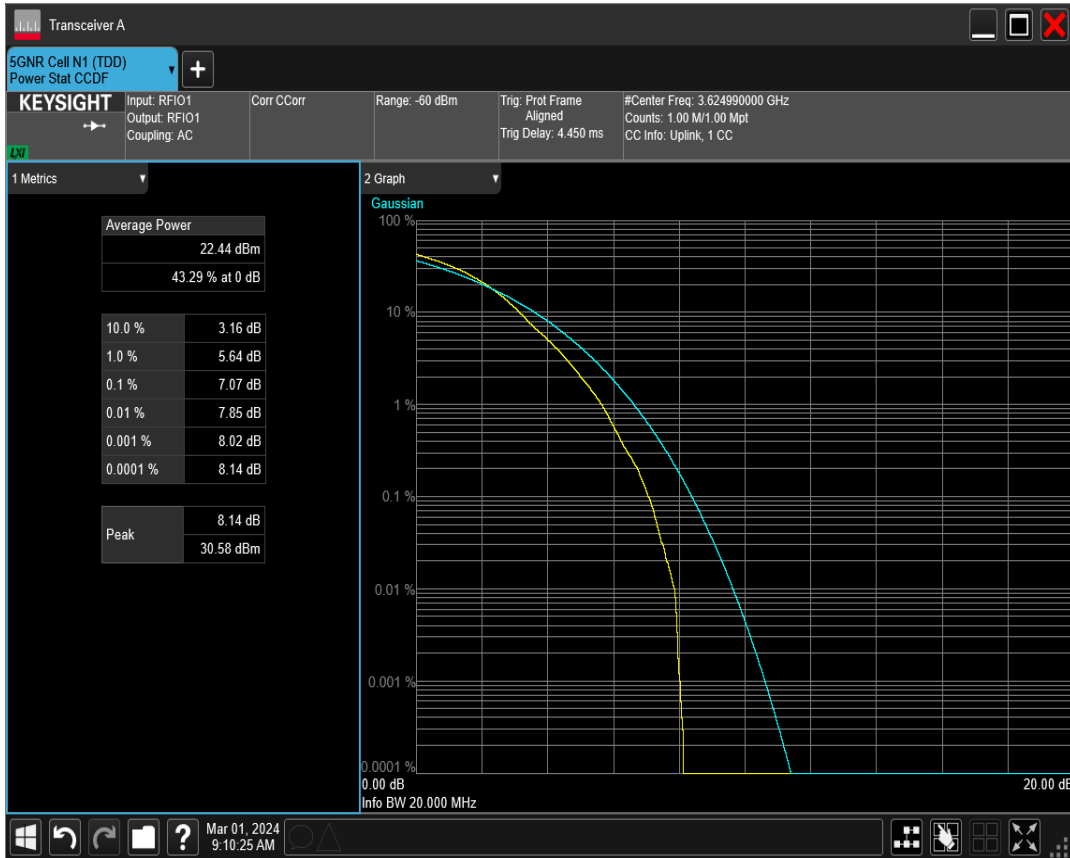 Transceiver A
5GNR Cell N1 (TDD)
Power Stat CCDF
+
KEYSIGHT
LXI
Input: RFIO1
Output: RFIO1
Coupling: AC
Corr CCorr
Range: -60 dBm
Trig: Prot Frame
Aligned
Trig Delay: 4.450 ms
#Center Freq: 3.624990000 GHz
Counts: 1.00 M/1.00 Mpt
CC Info: Uplink, 1 CC
1 Metrics
Average Power
22.44 dBm
43.29 % at 0 dB
10.0 % 3.16 dB
1.0 % 5.64 dB
0.1 % 7.07 dB
0.01 % 7.85 dB
0.001 % 8.02 dB
0.0001 % 8.14 dB
Peak
8.14 dB
30.58 dBm
2 Graph
Gaussian
100 %
10 %
1 %
0.1 %
0.01 %
0.001 %
0.0001 %
0.00 dB 20.00 dB
Info BW 20.000 MHz
?
Mar 01, 2024
9:10:25 AM